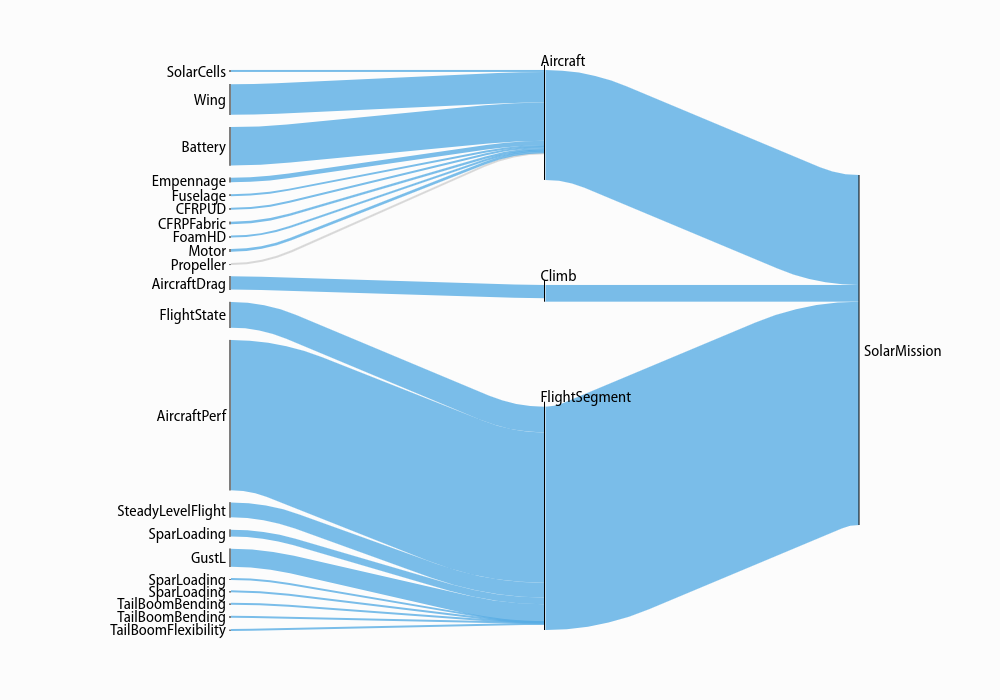 SolarCells
Wing
Battery
Empennage
Fuselage
CFRPUD
CFRPFabric
FoamHD
Motor
Propeller
AircraftDrag
FlightState
AircraftPerf
SteadyLevelFlight
SparLoading
GustL
SparLoading
SparLoading
TailBoomBending
TailBoomBending
TailBoomFlexibility
Aircraft
Climb
FlightSegment
SolarMission